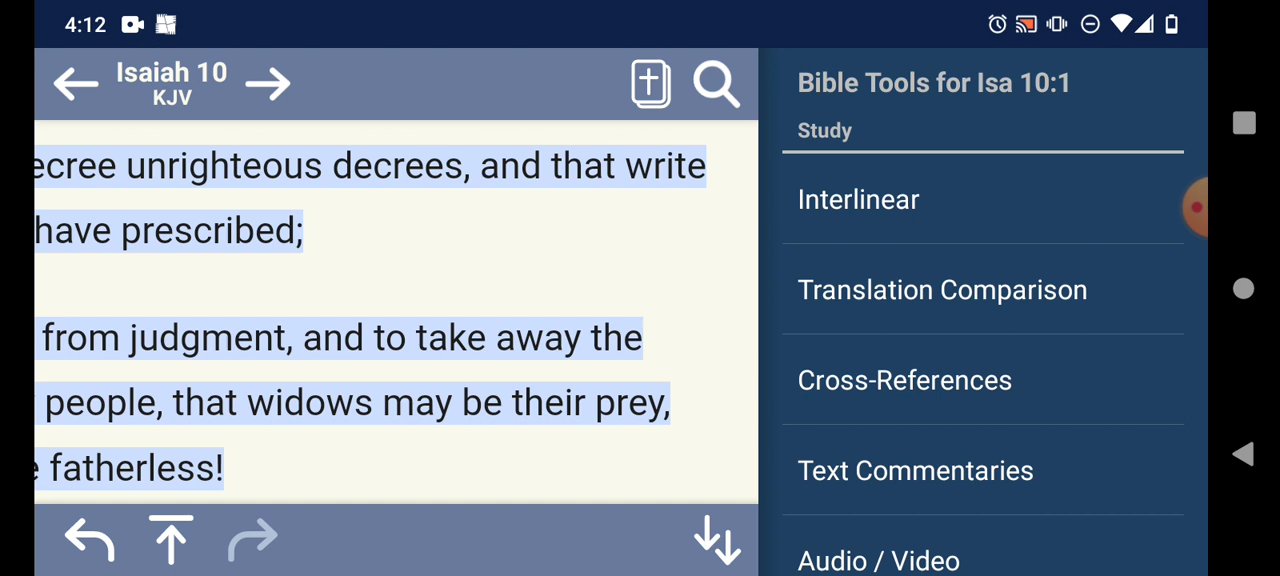 4:12
Isaiah 10
KJV
ecree unrighteous decrees, and that write
have prescribed;
from judgment, and to take away the
people, that widows may be their prey,
e fatherless!
Bible Tools for Isa 10:1
Study
Interlinear
Translation Comparison
Cross-References
Text Commentaries
Audio / Video